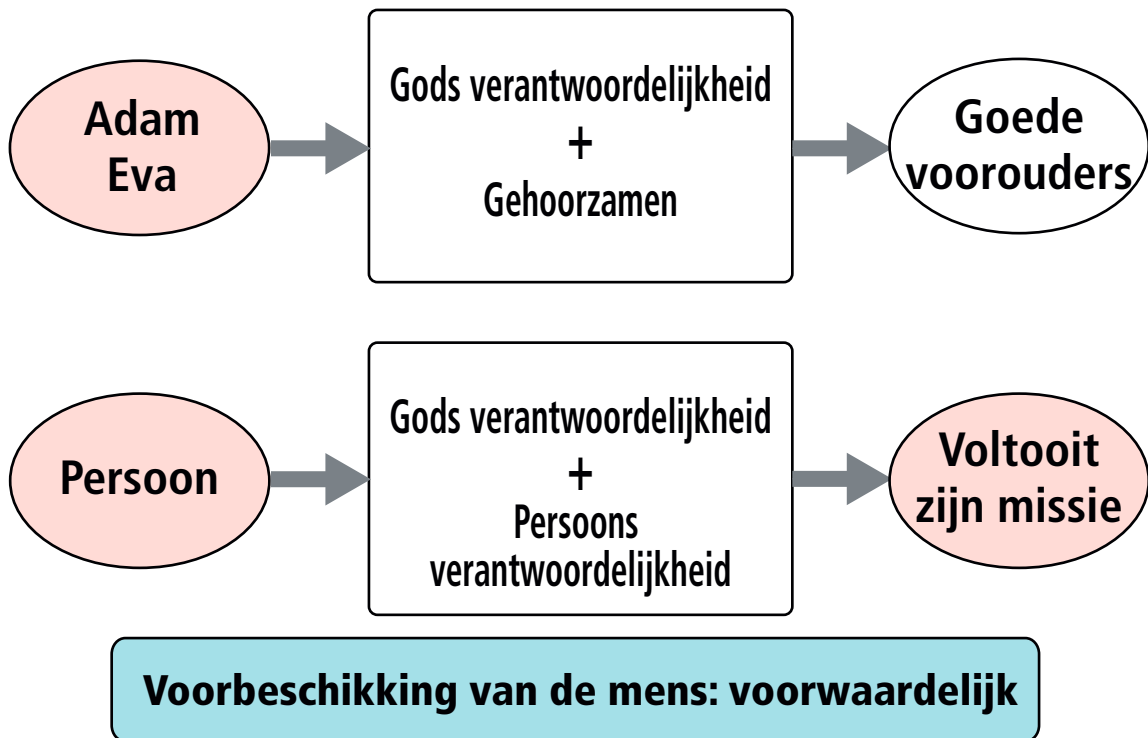 Adam
Eva
Gods verantwoordelijkheid
+
Gehoorzamen
Goede
voorouders
Persoon
Gods verantwoordelijkheid
+
Persoons
verantwoordelijkheid
Voltooit
zijn missie
Voorbeschikking van de mens: voorwaardelijk